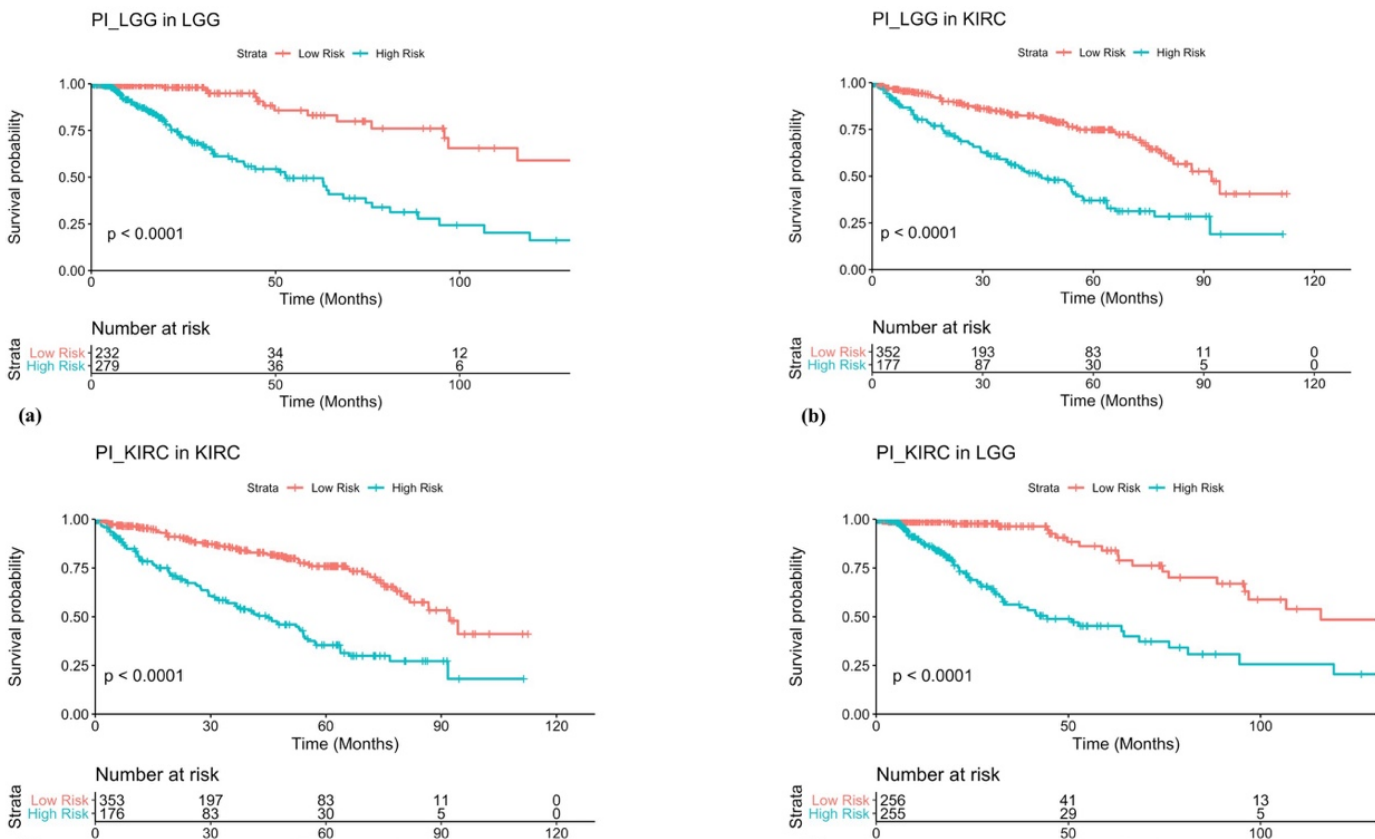 PI_LGG in LGG
Strata Low Risk High Risk
1.00
0.75
0.50
0.25
0.00
Survival probability
p < 0.0001
0 50 100
Time (Months)
Number at risk
Strata
Low Risk 232 34 12
High Risk 279 36 6
0 50 100
Time (Months)
(a)
PI_LGG in KIRC
Strata Low Risk High Risk
1.00
0.75
0.50
0.25
0.00
Survival probability
p < 0.0001
0 30 60 90 120
Time (Months)
Number at risk
Strata
Low Risk 352 193 83 11 0
High Risk 177 87 30 5 0
0 30 60 90 120
Time (Months)
(b)
PI_KIRC in KIRC
Strata Low Risk High Risk
1.00
0.75
0.50
0.25
0.00
Survival probability
p < 0.0001
0 30 60 90 120
Time (Months)
Number at risk
Strata
Low Risk 353 197 83 11 0
High Risk 176 83 30 5 0
0 30 60 90 120
PI_KIRC in LGG
Strata Low Risk High Risk
1.00
0.75
0.50
0.25
0.00
Survival probability
p < 0.0001
0 50 100
Time (Months)
Number at risk
Strata
Low Risk 256 41 13
High Risk 255 29 5
0 50 100